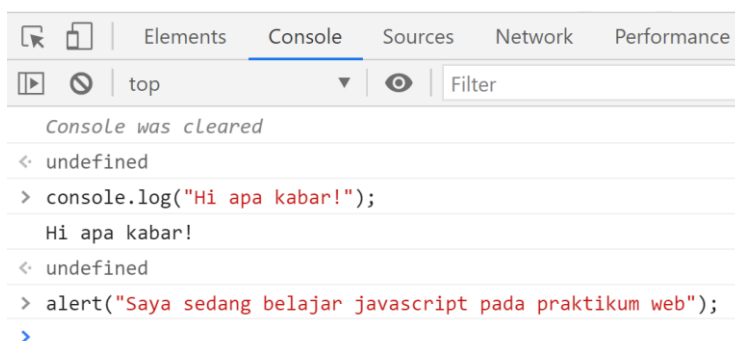 Elements Console Sources Network Performance
top Filter
Console was cleared
undefined
console.log("Hi apa kabar!");
Hi apa kabar!
undefined
alert("Saya sedang belajar javascript pada praktikum web");